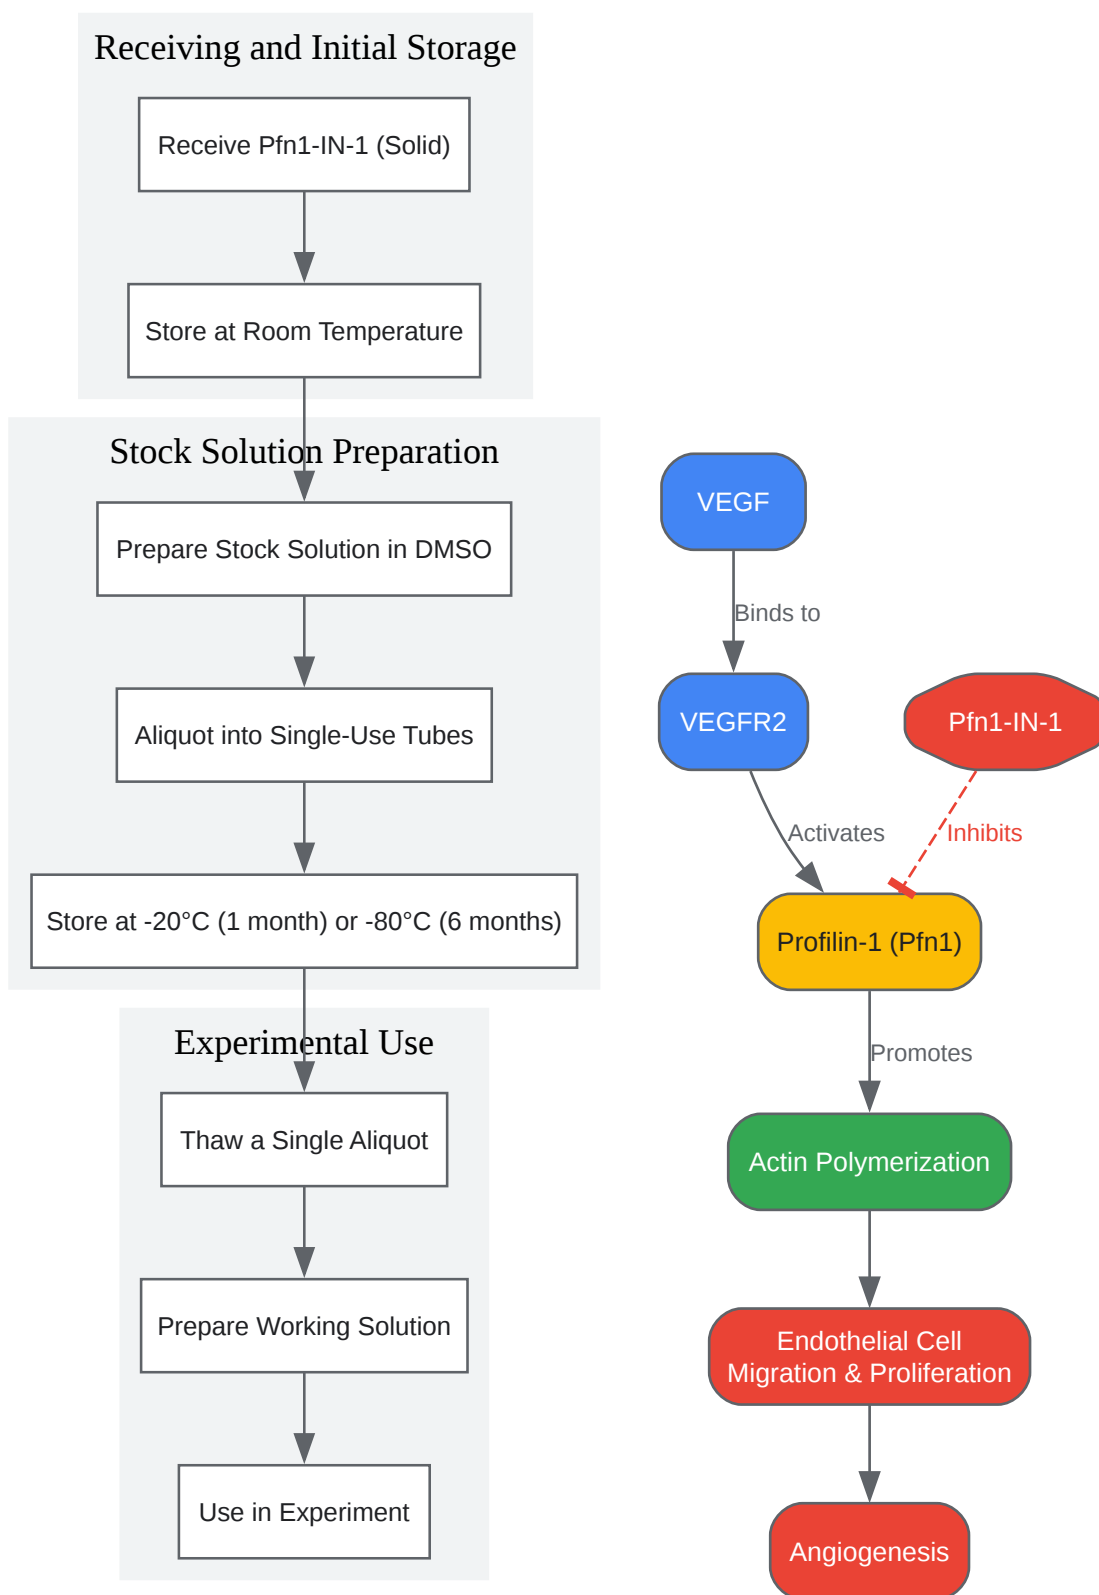 Receiving and Initial Storage
Receive Pfn1-IN-1 (Solid)
Store at Room Temperature
Stock Solution Preparation
Prepare Stock Solution in DMSO
Aliquot into Single-Use Tubes
Store at -20°C (1 month) or -80°C (6 months)
Experimental Use
Thaw a Single Aliquot
Prepare Working Solution
Use in Experiment
VEGF
Binds to
VEGFR2
Pfn1-IN-1
Activates
Inhibits
Profilin-1 (Pfn1)
Promotes
Actin Polymerization
Endothelial Cell
Migration & Proliferation
Angiogenesis